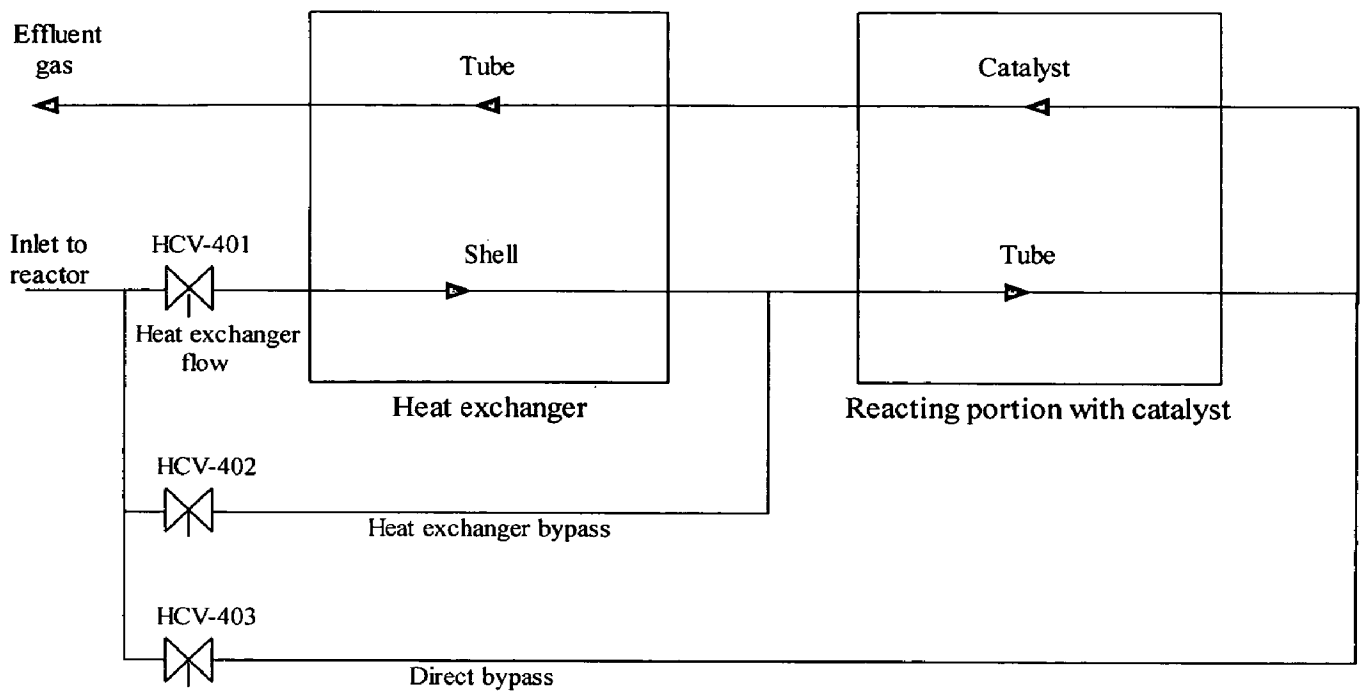 Effluent
gas
Tube
Catalyst
Inlet to
reactor
HCV-401
Shell
Tube
Heat exchanger
flow
Heat exchanger
Reacting portion with catalyst
HCV-402
Heat exchanger bypass
HCV-403
Direct bypass